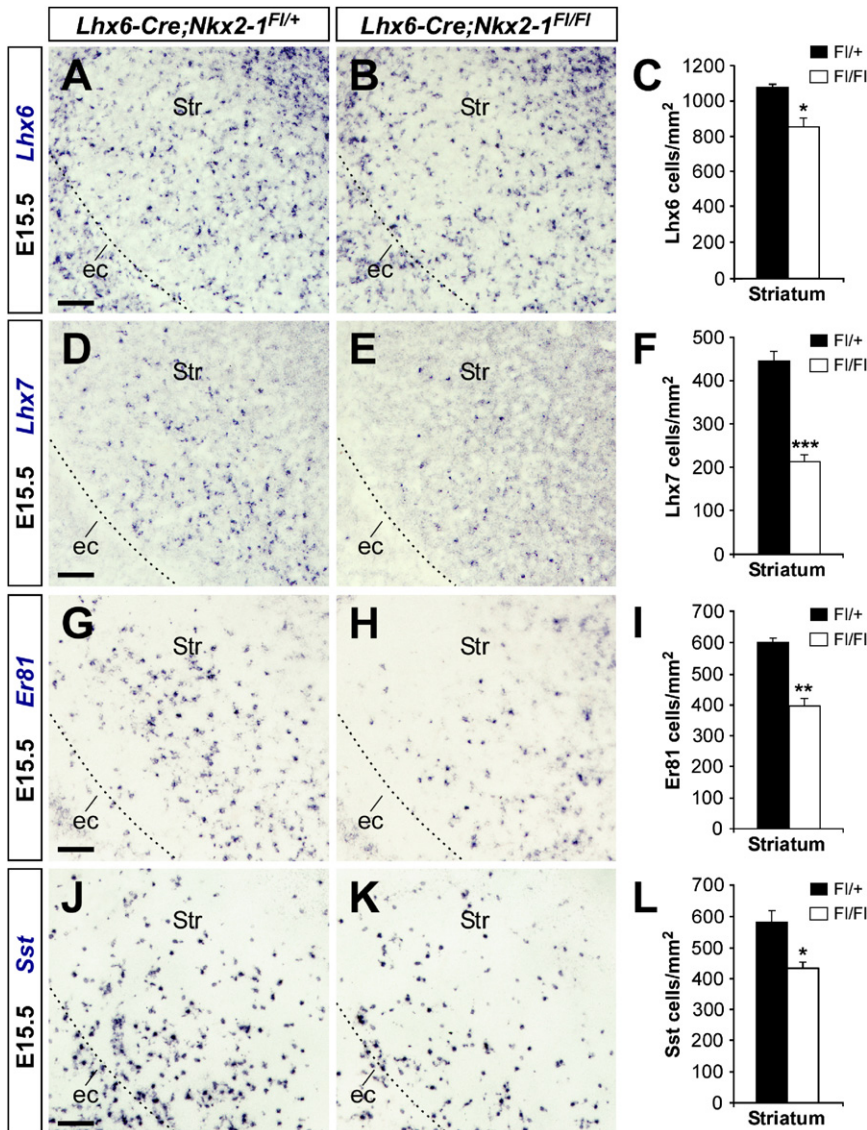 Lhx6-Cre;Nkx2-1Fl/+
Lhx6-Cre;Nkx2-1Fl/Fl
E15.5 Lhx6
A
Str
ec
B
Str
ec
C
Fl/+
Fl/Fl
Lhx6 cells/mm2
1200
1000
800
600
400
200
0
*
Striatum
E15.5 Lhx7
D
Str
ec
E
Str
ec
F
Fl/+
Fl/Fl
Lhx7 cells/mm2
500
400
300
200
100
0
***
Striatum
E15.5 Er81
G
Str
ec
H
Str
ec
I
Fl/+
Fl/Fl
Er81 cells/mm2
700
600
500
400
300
200
100
0
**
Striatum
E15.5 Sst
J
Str
ec
K
Str
ec
L
Fl/+
Fl/Fl
Sst cells/mm2
700
600
500
400
300
200
100
0
*
Striatum